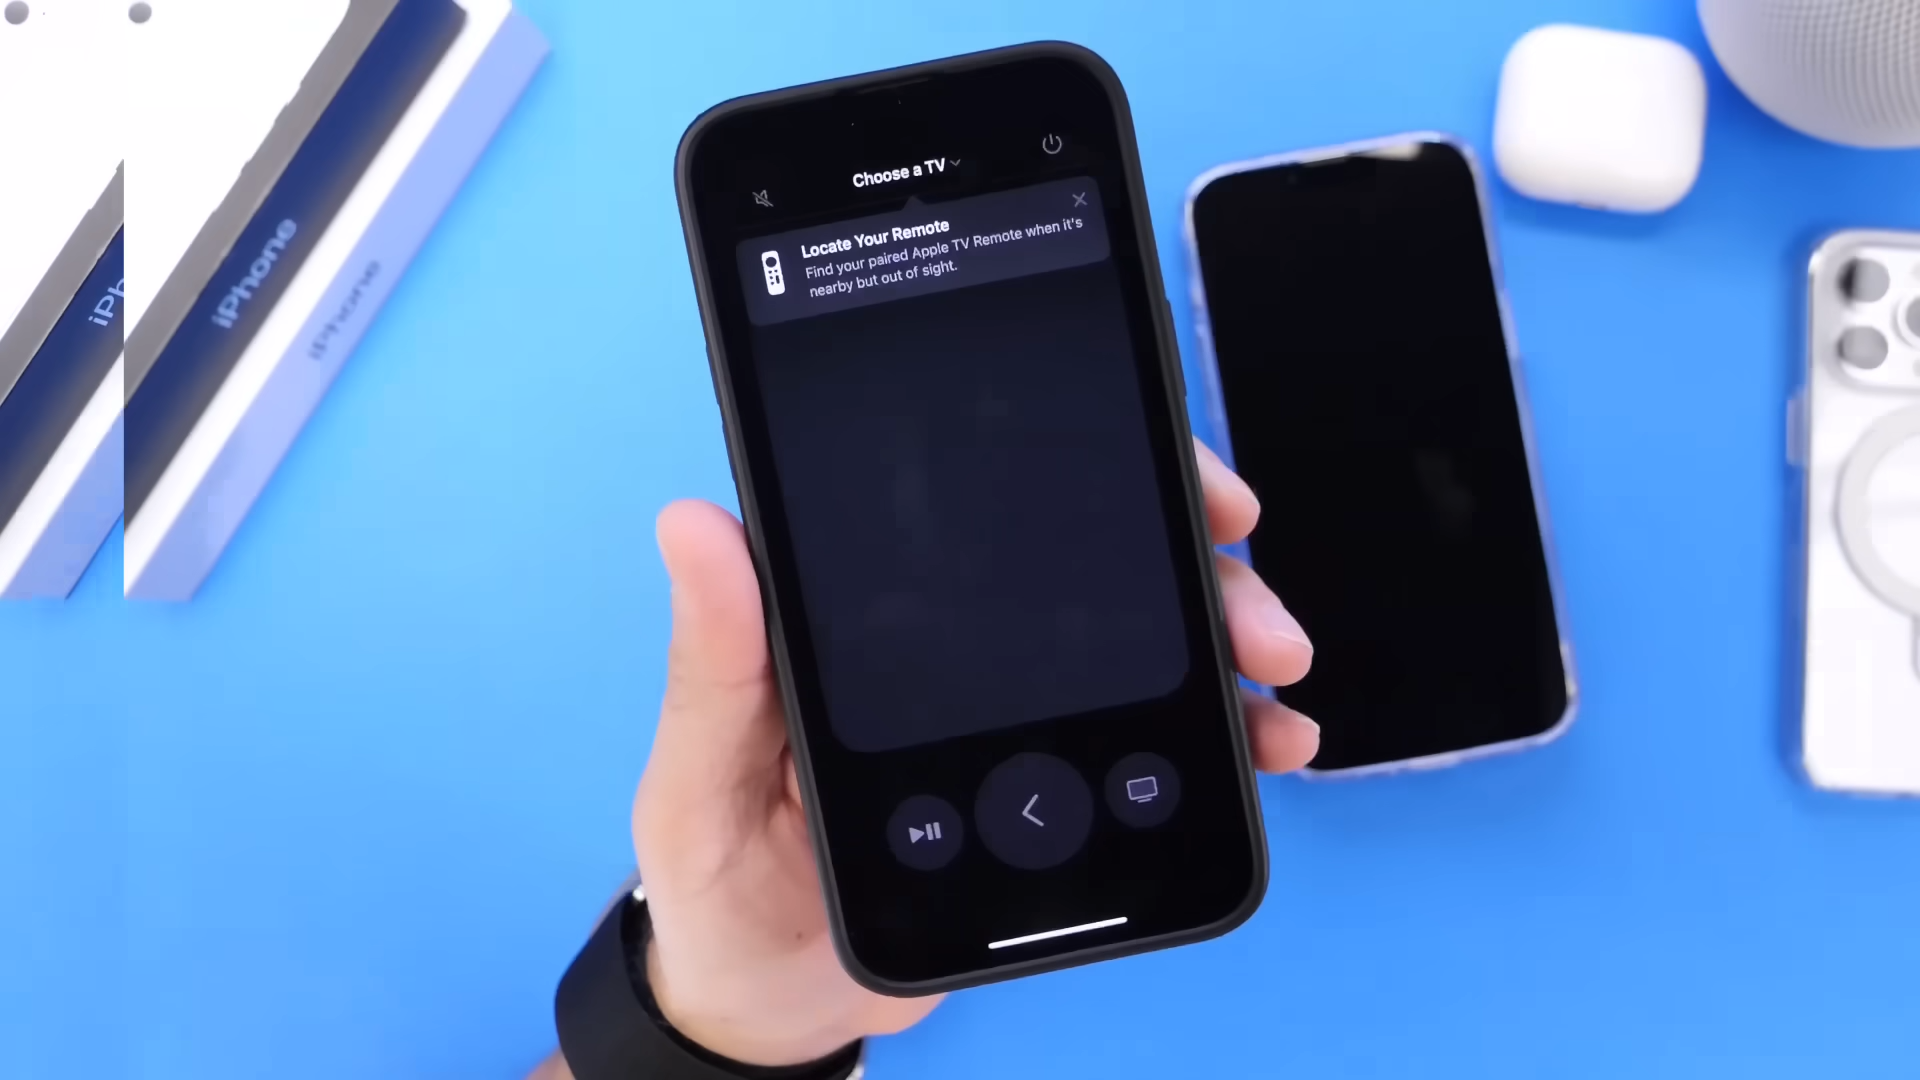 Choose a TV
Locate Your Remote
Find your paired Apple TV Remote when it's
nearby but out of sight.
iPh
iPhone
iPhone